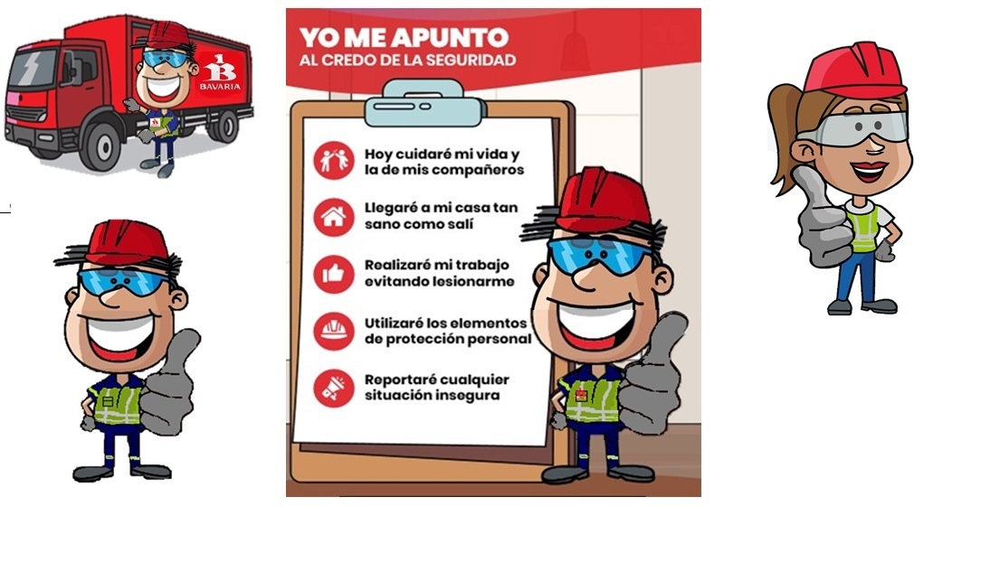 BAVARIA
YO ME APUNTO
AL CREDO DE LA SEGURIDAD
Hoy cuidaré mi vida y
la de mis compañeros
Llegaré a mi casa tan
sano como salí
Realizaré mi trabajo
evitando lesionarme
Utilizaré los elementos
de protección personal
Reportaré cualquier
situación insegura